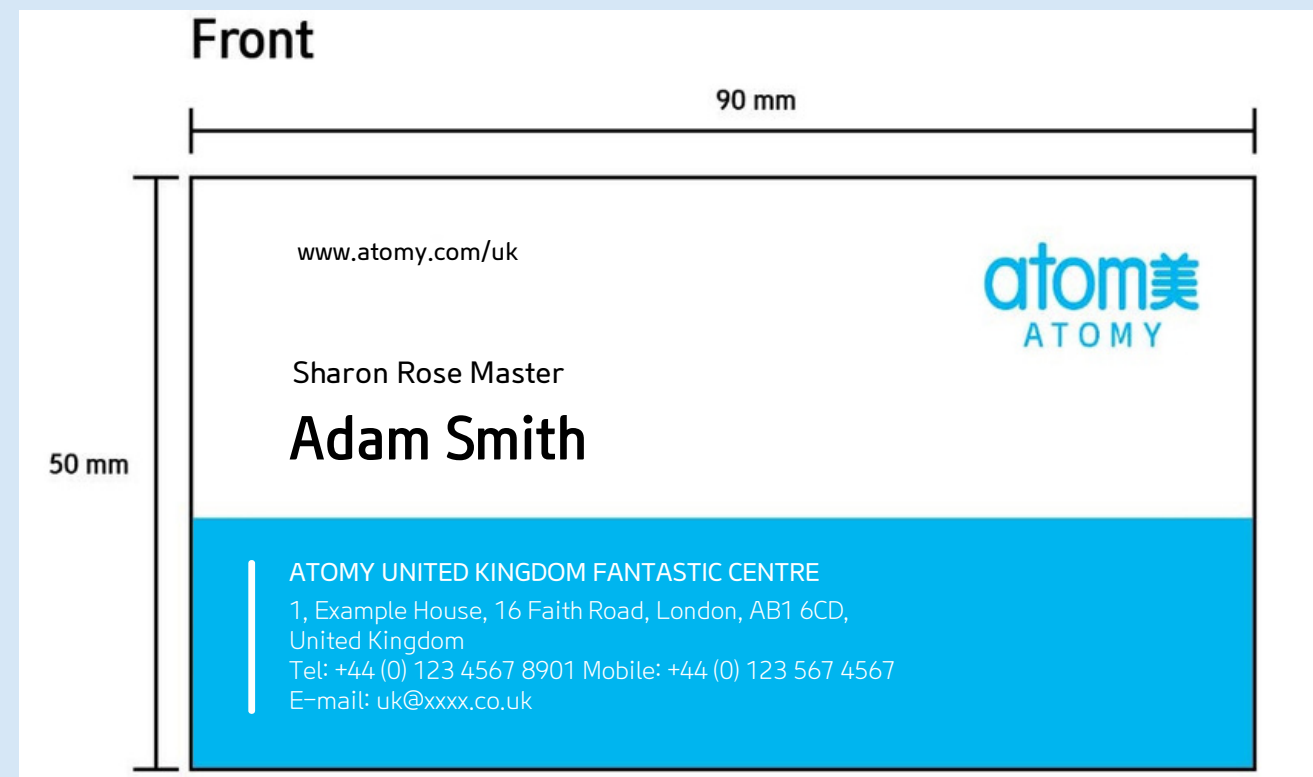 Front
90 mm
www.atomy.com/uk
atom美
ATOMY
Sharon Rose Master
Adam Smith
50 mm
ATOMY UNITED KINGDOM FANTASTIC CENTRE
1, Example House, 16 Faith Road, London, AB1 6CD,
United Kingdom
Tel: +44 (0) 123 4567 8901 Mobile: +44 (0) 123 567 4567
E-mail: uk@xxxx.co.uk